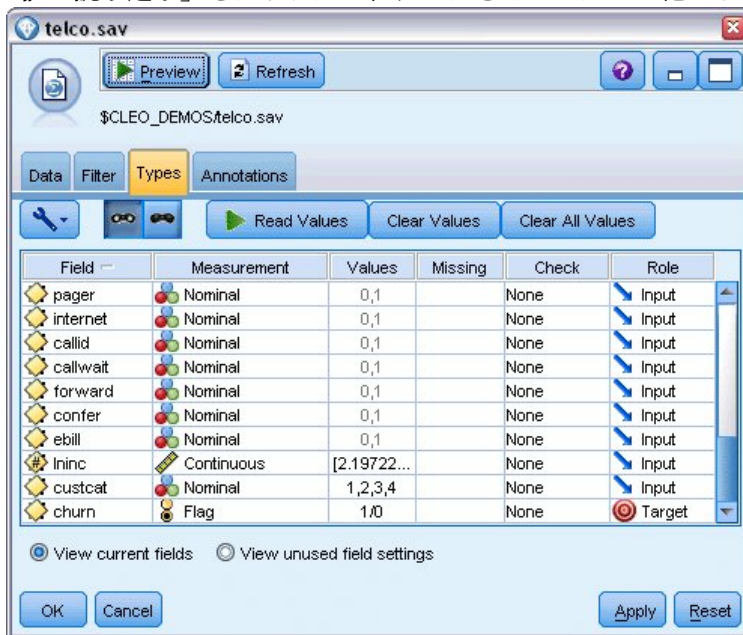 telco.sav
Preview Refresh
$CLEO_DEMOS/telco.sav
Data Filter Types Annotations
Read Values Clear Values Clear All Values
Field Measurement Values Missing Check Role
pager Nominal 0,1 None Input
internet Nominal 0,1 None Input
callid Nominal 0,1 None Input
callwait Nominal 0,1 None Input
forward Nominal 0,1 None Input
confer Nominal 0,1 None Input
ebill Nominal 0,1 None Input
lninc Continuous [2.19722... None Input
custcat Nominal 1,2,3,4 None Input
churn Flag 1/0 None Target
View current fields View unused field settings
OK Cancel Apply Reset